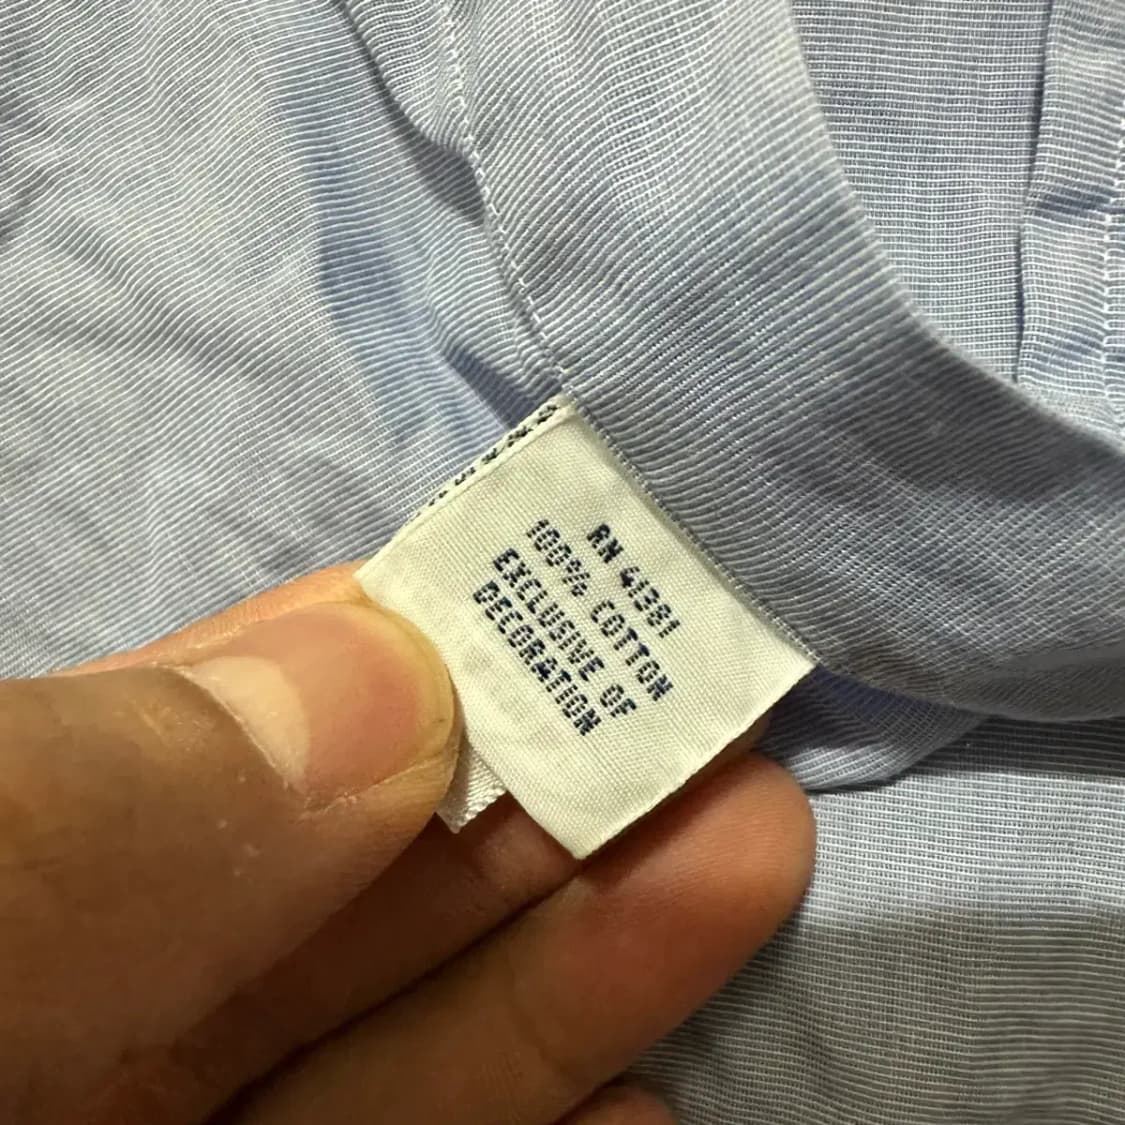 RN 41381
100% COTTON
EXCLUSIVE OF
DECORATION